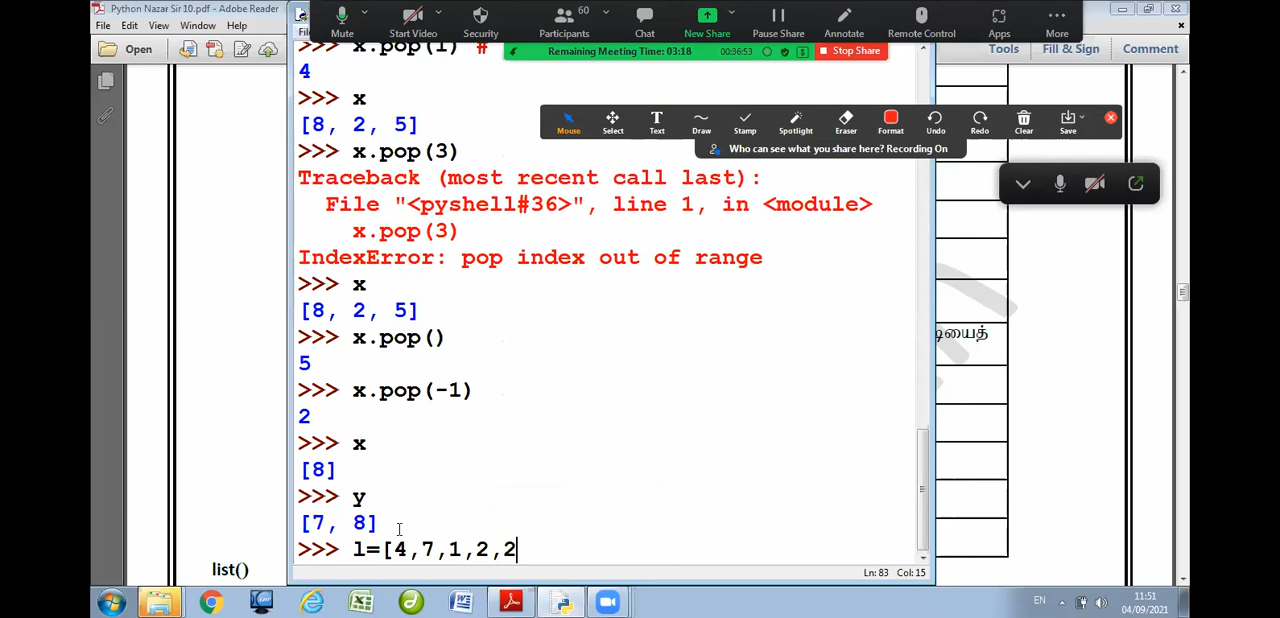 Python Nazar Sir 10.pdf - Adobe Reader
File Edit View Window Help
Open
Tools Fill & Sign Comment
Mute Start Video Security Participants 60 Chat New Share Pause Share Annotate Remote Control Apps More
Remaining Meeting Time: 03:18 00:36:53 Stop Share
Mouse Select Text Draw Stamp Spotlight Eraser Format Undo Redo Clear Save
Who can see what you share here? Recording On
>>> x.pop(1) #
4
>>> x
[8, 2, 5]
>>> x.pop(3)
Traceback (most recent call last):
File "<pyshell#36>", line 1, in <module>
x.pop(3)
IndexError: pop index out of range
>>> x
[8, 2, 5]
>>> x.pop()
5
>>> x.pop(-1)
2
>>> x
[8]
>>> y
[7, 8]
>>> l=[4,7,1,2,2
Ln: 83 Col: 15
list()
EN
11:51
04/09/2021